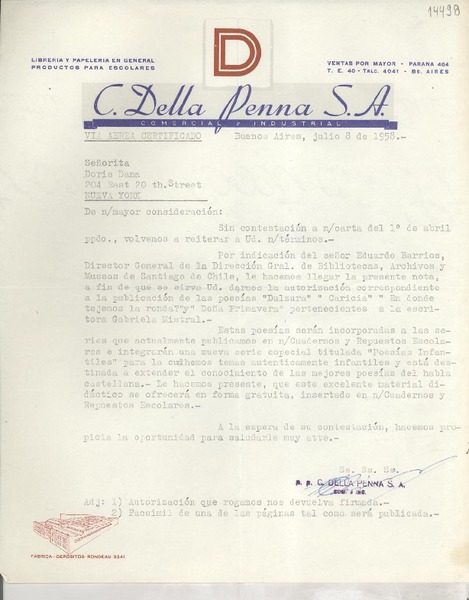 14498
D
LIBRERIA Y PAPELERIA EN GENERAL
PRODUCTOS PARA ESCOLARES
VENTAS POR MAYOR - PARANA 464
T. E. 40 - TALC. 4041 - BS. AIRES
C. Della Penna S.A.
COMERCIAL E INDUSTRIAL
VIA AEREA CERTIFICADO
Buenos Aires, julio 8 de 1958.-
Señorita
Doris Dana
204 East 20 th.Street
NUEVA YORK
De n/mayor consideración:
Sin contestación a n/carta del 1º de abril
ppdo., volvemos a reiterar a Ud. n/términos.
Por indicación del señor Eduardo Barrios,
Director General de la Dirección Gral. de Bibliotecas, Archivos y
Museos de Santiago de Chile, le hacemos llegar la presente nota,
a fin de que se sirva Ud. darnos la autorización correspondiente
a la publicación de las poesías "Dulzura" " Caricia" " En donde
tejemos la ronda?"y" Doña Primavera" pertenecientes a la escri
tora Gabriela Mistral.
Estas poesías serán incorporadas a las se-
ries que actualmente publicamos en n/Cuadernos y Repuestos Escola-
res e integrarán una nueva serie especial titulada "Poesías Infan-
tiles" para la cual hemos temas autenticamente infantiles y está des
tinada a extender el conocimiento de las mejores poesías del habla
castellana.- Le hacemos presente, que este excelente material di-
dáctico se ofrecerá en forma gratuita, insertado en n/Cuadernos y
Repuestos Escolares.-
A la espera de su contestación, hacemos pro-
picia la oportunidad para saludarle muy atte.
Ss. Ss. Ss.
p. p. C. DELLA PENNA S. A.
Adj: 1) Autorización que rogamos nos devuelva firmada.-
2) Facsimil de una de las páginas tal como será publicada.-
FABRICA - DEPOSITOS - RONDEAU 3241